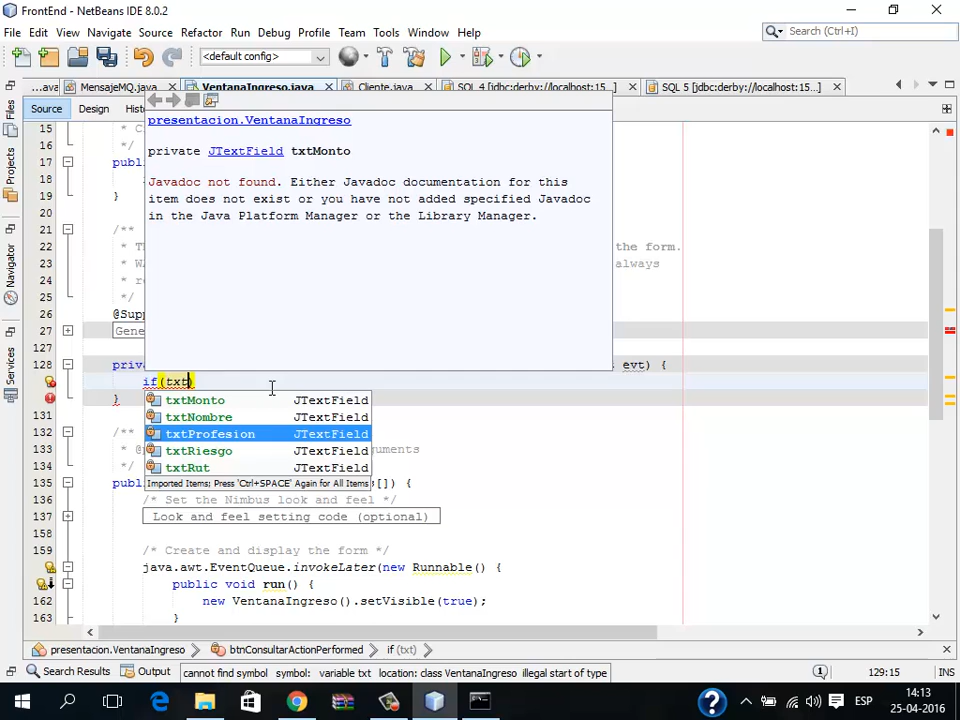 FrontEnd - NetBeans IDE 8.0.2
File Edit View Navigate Source Refactor Run Debug Profile Team Tools Window Help
Search (Ctrl+I)
<default config>
...ava MensajeMQ.java VentanaIngreso.java Cliente.java SQL 4 [jdbc:derby://localhost:15...] SQL 5 [jdbc:derby://localhost:15...]
Source Design
Files
Projects
Navigator
Services
presentacion.VentanaIngreso
private JTextField txtMonto
Javadoc not found. Either Javadoc documentation for this
item does not exist or you have not added specified Javadoc
in the Java Platform Manager or the Library Manager.
15
16 */
17
18
19 }
20
21 /**
22 the form.
23 always
24
25 */
26
27
127
128 evt) {
if(txt)
}
txtMonto JTextField
txtNombre JTextField
txtProfesion JTextField
txtRiesgo JTextField
txtRut JTextField
Imported Items; Press 'Ctrl+SPACE' Again for All Items
131
132 /**
133
134 */
135 []) {
136 /* Set the Nimbus look and feel */
137 Look and feel setting code (optional)
158
159 /* Create and display the form */
java.awt.EventQueue.invokeLater(new Runnable() {
public void run() {
162 new VentanaIngreso().setVisible(true);
163 }
presentacion.VentanaIngreso btnConsultarActionPerformed if (txt)
Search Results Output cannot find symbol symbol: variable txt location: class VentanaIngreso illegal start of type 1 129:15 INS
ESP 14:13
25-04-2016